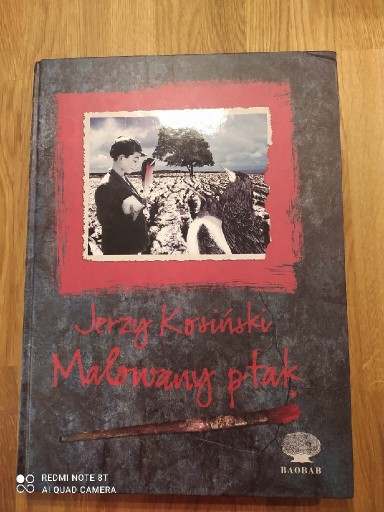 Jerzy Kosiński
Malowany ptak
BAOBAB
REDMI NOTE 8T
AI QUAD CAMERA